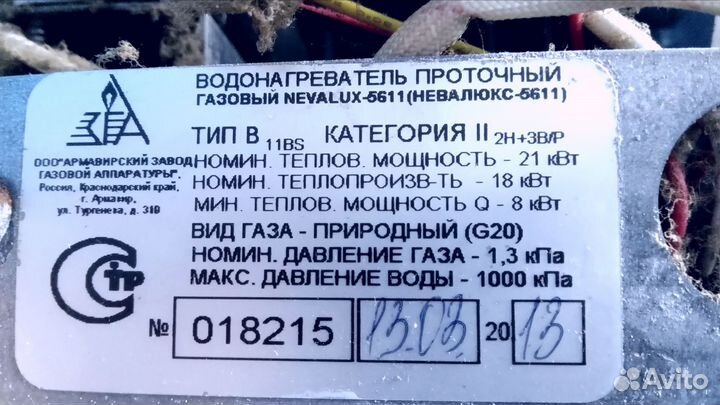 ВОДОНАГРЕВАТЕЛЬ ПРОТОЧНЫЙ
ГАЗОВЫЙ NEVALUX-5611(НЕВАЛЮКС-5611)
ЗГА
ТИП B 11BS КАТЕГОРИЯ II 2H+3B/P
ООО"АРМАВИРСКИЙ ЗАВОД
ГАЗОВОЙ АППАРАТУРЫ".
Россия, Краснодарский край,
г. Армавир,
ул. Тургенева, д. 319
НОМИН. ТЕПЛОВ. МОЩНОСТЬ - 21 кВт
НОМИН. ТЕПЛОПРОИЗВ-ТЬ - 18 кВт
МИН. ТЕПЛОВ. МОЩНОСТЬ Q - 8 кВт
ВИД ГАЗА - ПРИРОДНЫЙ (G20)
НОМИН. ДАВЛЕНИЕ ГАЗА - 1,3 кПа
МАКС. ДАВЛЕНИЕ ВОДЫ - 1000 кПа
№ 018215 13.03. 2013
Avito